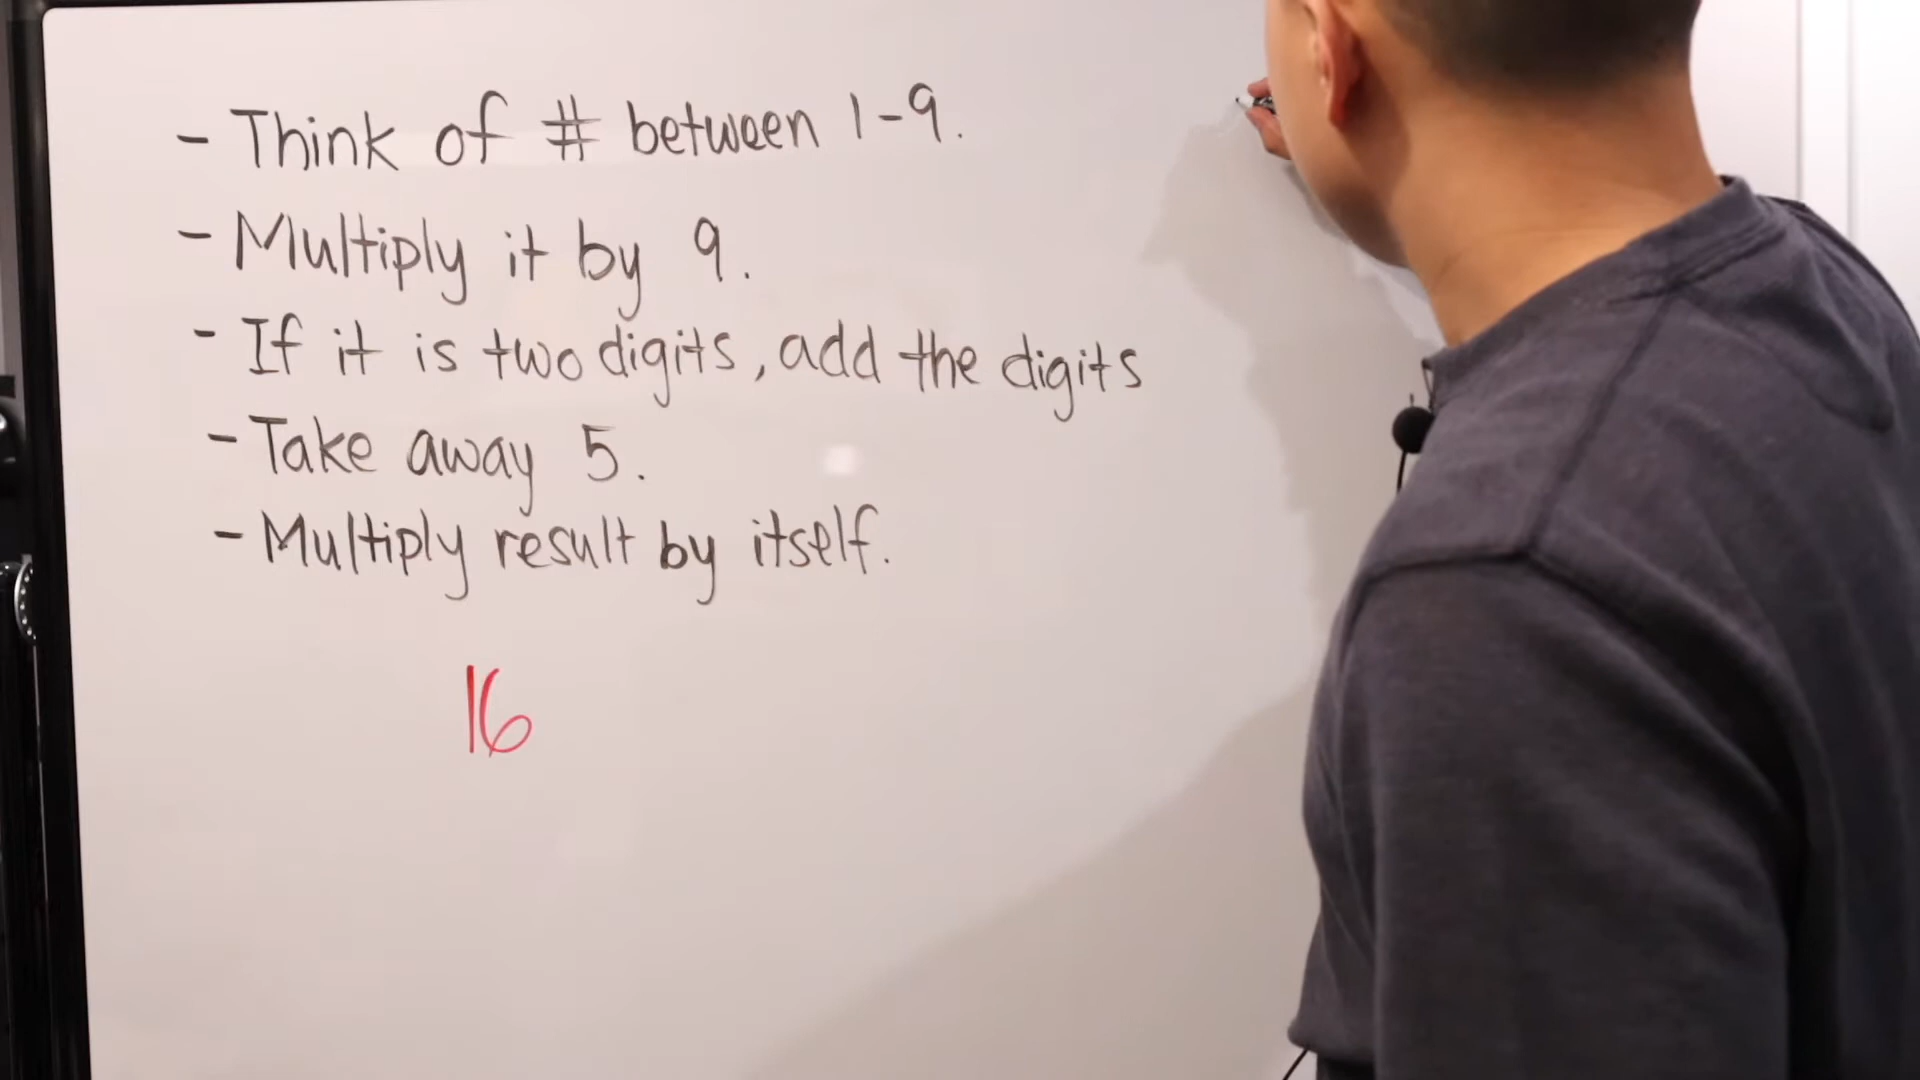 - Think of # between 1-9.
- Multiply it by 9.
- If it is two digits, add the digits
- Take away 5.
- Multiply result by itself.
16